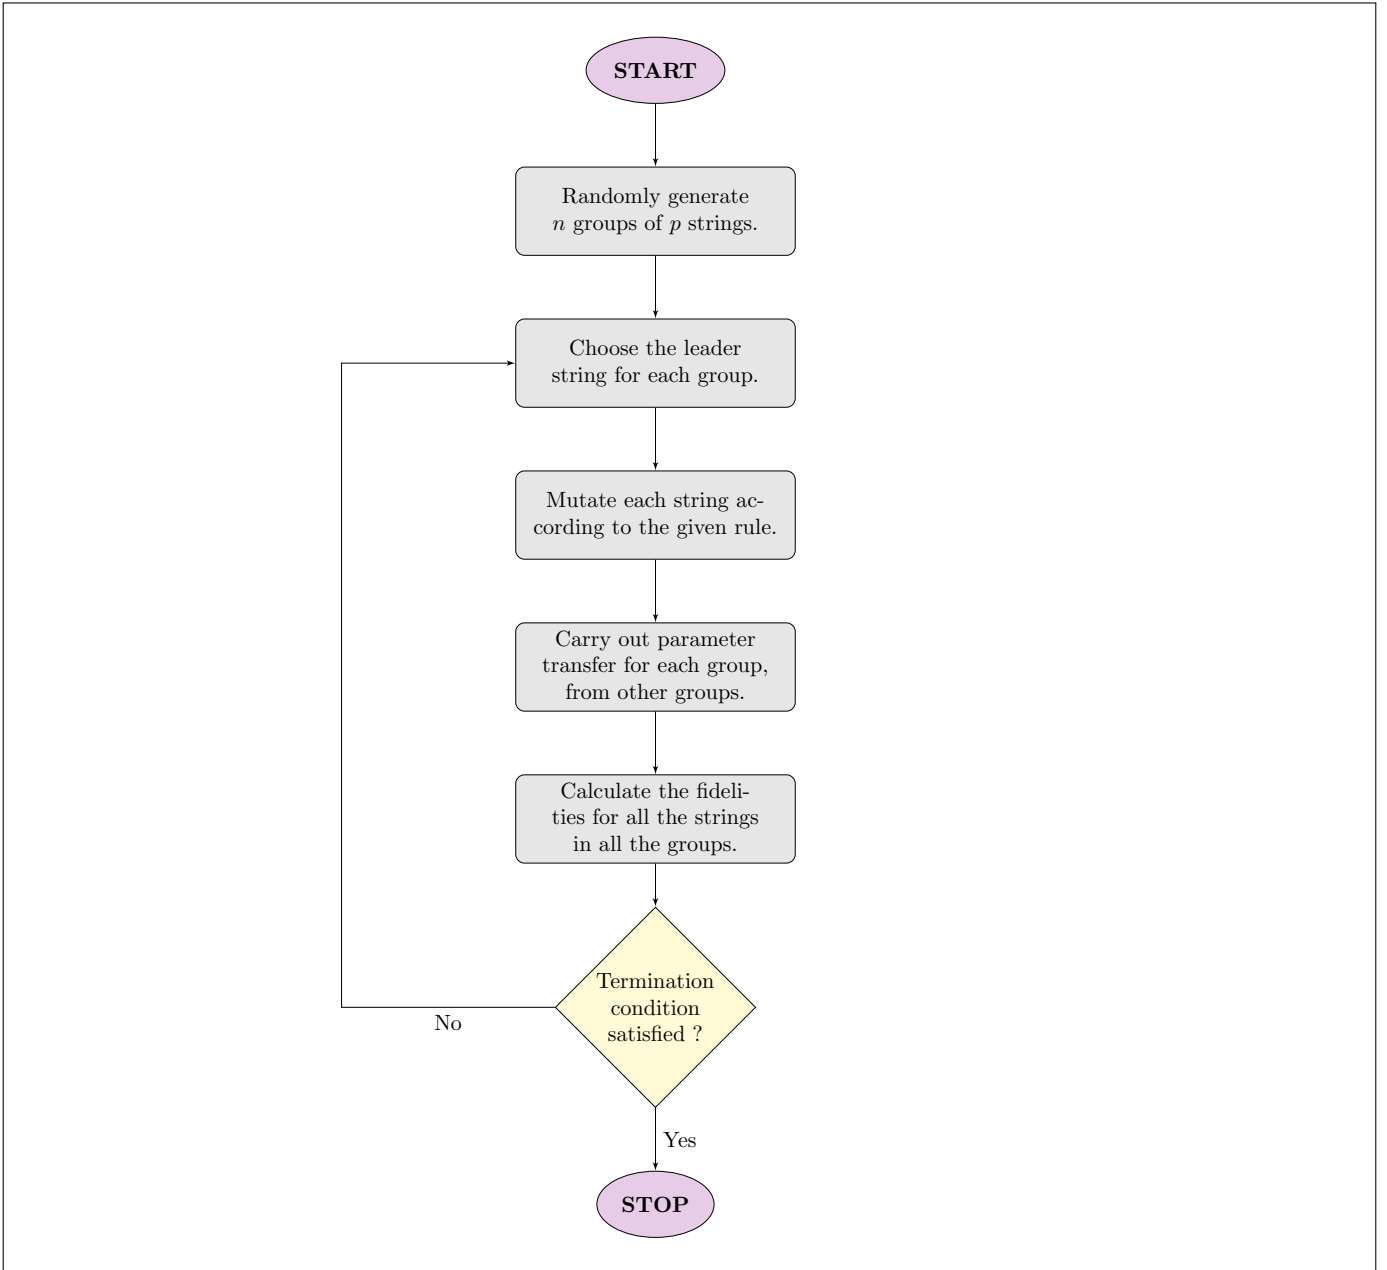 START
Randomly generate
n groups of p strings.
Choose the leader
string for each group.
Mutate each string ac-
cording to the given rule.
Carry out parameter
transfer for each group,
from other groups.
Calculate the fideli-
ties for all the strings
in all the groups.
Termination
condition
satisfied ?
No
Yes
STOP